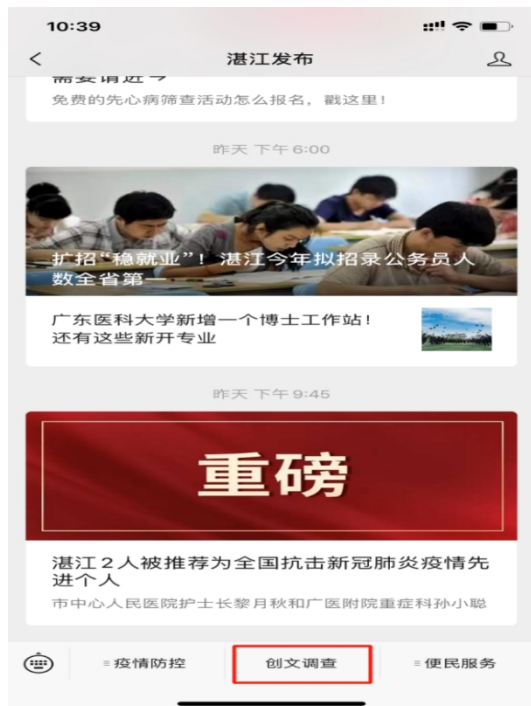 10:39
湛江发布
需要请进→
免费的先心病筛查活动怎么报名，戳这里！
昨天 下午 6:00
扩招“稳就业”！湛江今年拟招录公务员人
数全省第一
广东医科大学新增一个博士工作站！
还有这些新开专业
昨天 下午 9:45
重磅
湛江2人被推荐为全国抗击新冠肺炎疫情先
进个人
市中心人民医院护士长黎月秋和广医附院重症科孙小聪
疫情防控
创文调查
便民服务